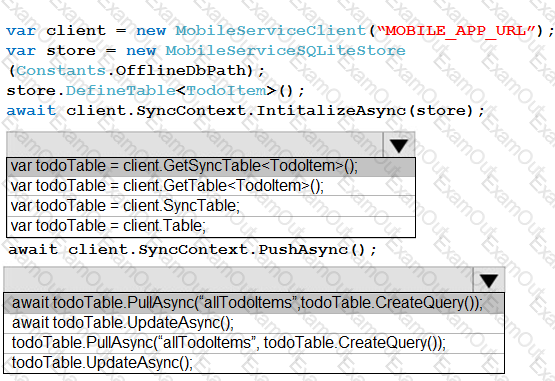 var client = new MobileServiceClient(“MOBILE_APP_URL”);
var store = new MobileServiceSQLiteStore
(Constants.OfflineDbPath);
store.DefineTable<TodoItem>();
await client.SyncContext.IntitalizeAsync(store);
var todoTable = client.GetSyncTable<TodoItem>();
var todoTable = client.GetTable<TodoItem>();
var todoTable = client.SyncTable;
var todoTable = client.Table;
await client.SyncContext.PushAsync();
await todoTable.PullAsync(“allTodoItems”,todoTable.CreateQuery());
await todoTable.UpdateAsync();
todoTable.PullAsync(“allTodoItems”, todoTable.CreateQuery());
todoTable.UpdateAsync();